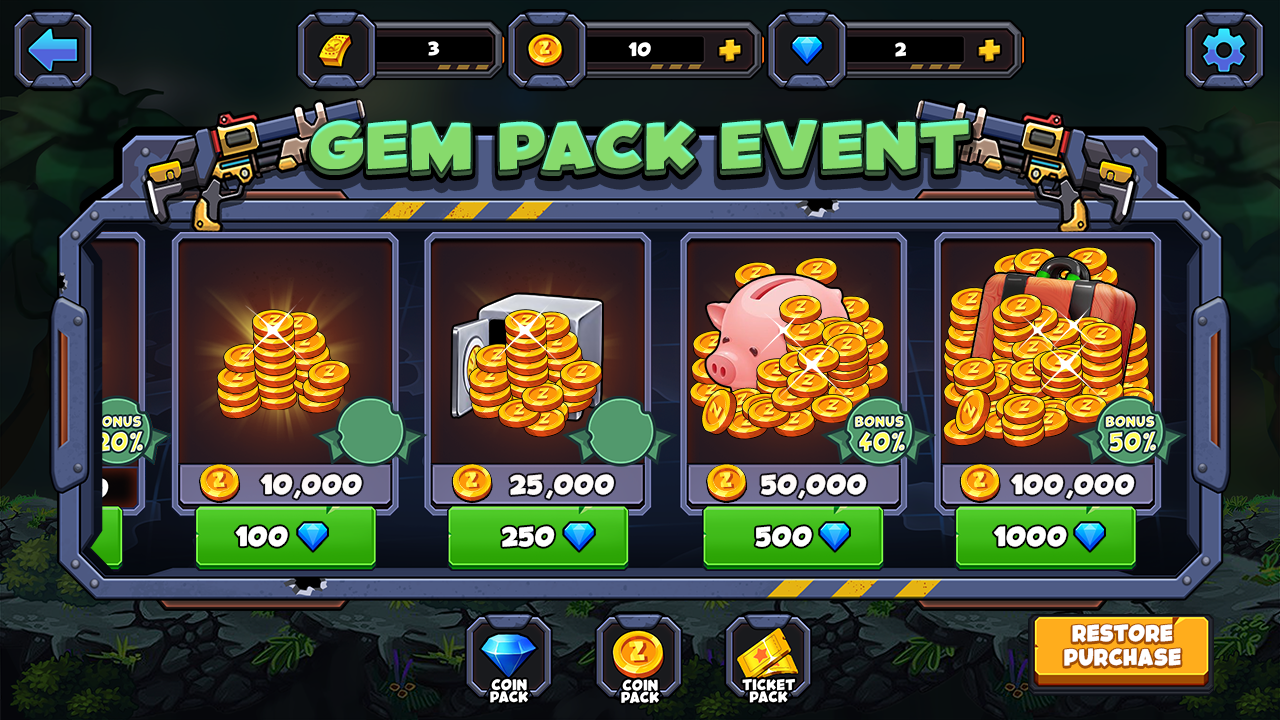 3
10
2
GEM PACK EVENT
BONUS
40%
BONUS
50%
20%
10,000
25,000
50,000
100,000
100
250
500
1000
COIN
PACK
COIN
PACK
TICKET
PACK
RESTORE
PURCHASE